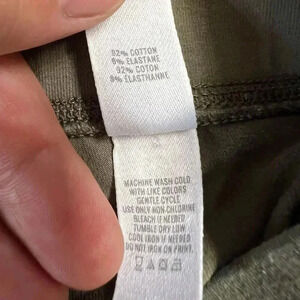 92% COTTON
8% ELASTANE
92% COTON
8% ÉLASTHANNE
MACHINE WASH COLD
WITH LIKE COLORS
GENTLE CYCLE
USE ONLY NON-CHLORINE
BLEACH IF NEEDED
TUMBLE DRY LOW
COOL IRON IF NEEDED
DO NOT IRON ON PRINT.